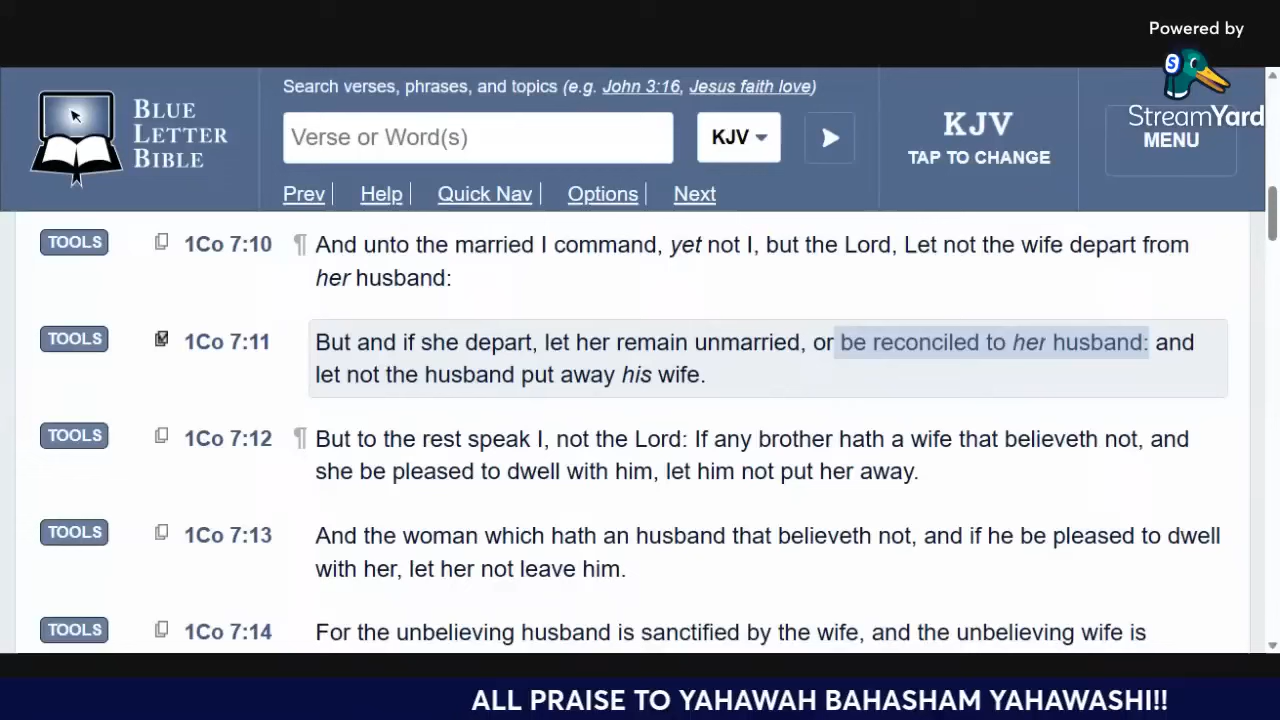 Powered by
StreamYard
BLUE
LETTER
BIBLE
Search verses, phrases, and topics (e.g. John 3:16, Jesus faith love)
Verse or Word(s)
KJV
KJV
TAP TO CHANGE
MENU
Prev | Help | Quick Nav | Options | Next
TOOLS 1Co 7:10 ¶ And unto the married I command, yet not I, but the Lord, Let not the wife depart from
her husband:
TOOLS 1Co 7:11 But and if she depart, let her remain unmarried, or be reconciled to her husband: and
let not the husband put away his wife.
TOOLS 1Co 7:12 ¶ But to the rest speak I, not the Lord: If any brother hath a wife that believeth not, and
she be pleased to dwell with him, let him not put her away.
TOOLS 1Co 7:13 And the woman which hath an husband that believeth not, and if he be pleased to dwell
with her, let her not leave him.
TOOLS 1Co 7:14 For the unbelieving husband is sanctified by the wife, and the unbelieving wife is
ALL PRAISE TO YAHAWAH BAHASHAM YAHAWASHI!!